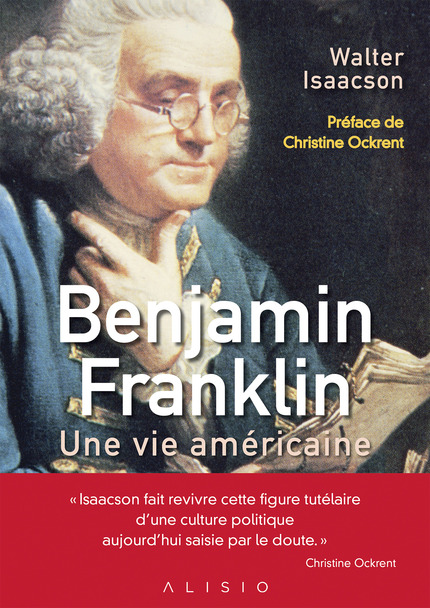 Walter
Isaacson
Préface de
Christine Ockrent
Benjamin
Franklin
Une vie américaine
« Isaacson fait revivre cette figure tutélaire
d’une culture politique
aujourd’hui saisie par le doute. »
Christine Ockrent
ALISIO